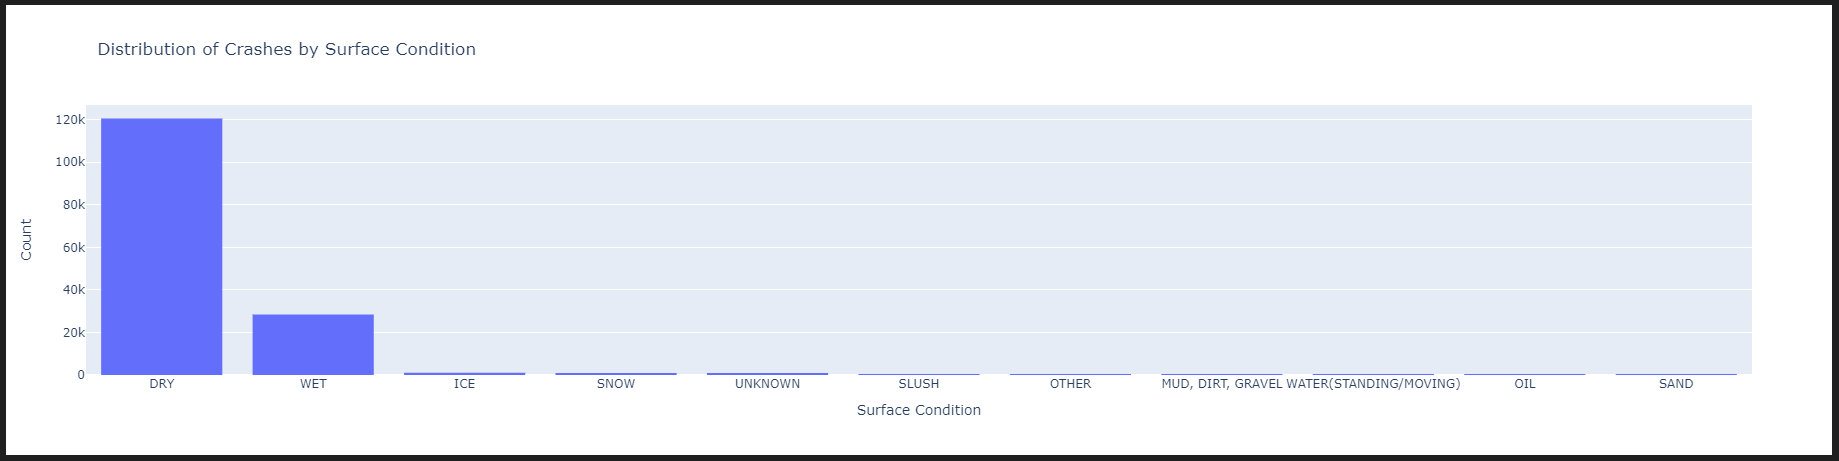 Distribution of Crashes by Surface Condition
120k
100k
80k
60k
40k
20k
0
Count
DRY WET ICE SNOW UNKNOWN SLUSH OTHER MUD, DIRT, GRAVEL WATER(STANDING/MOVING) OIL SAND
Surface Condition